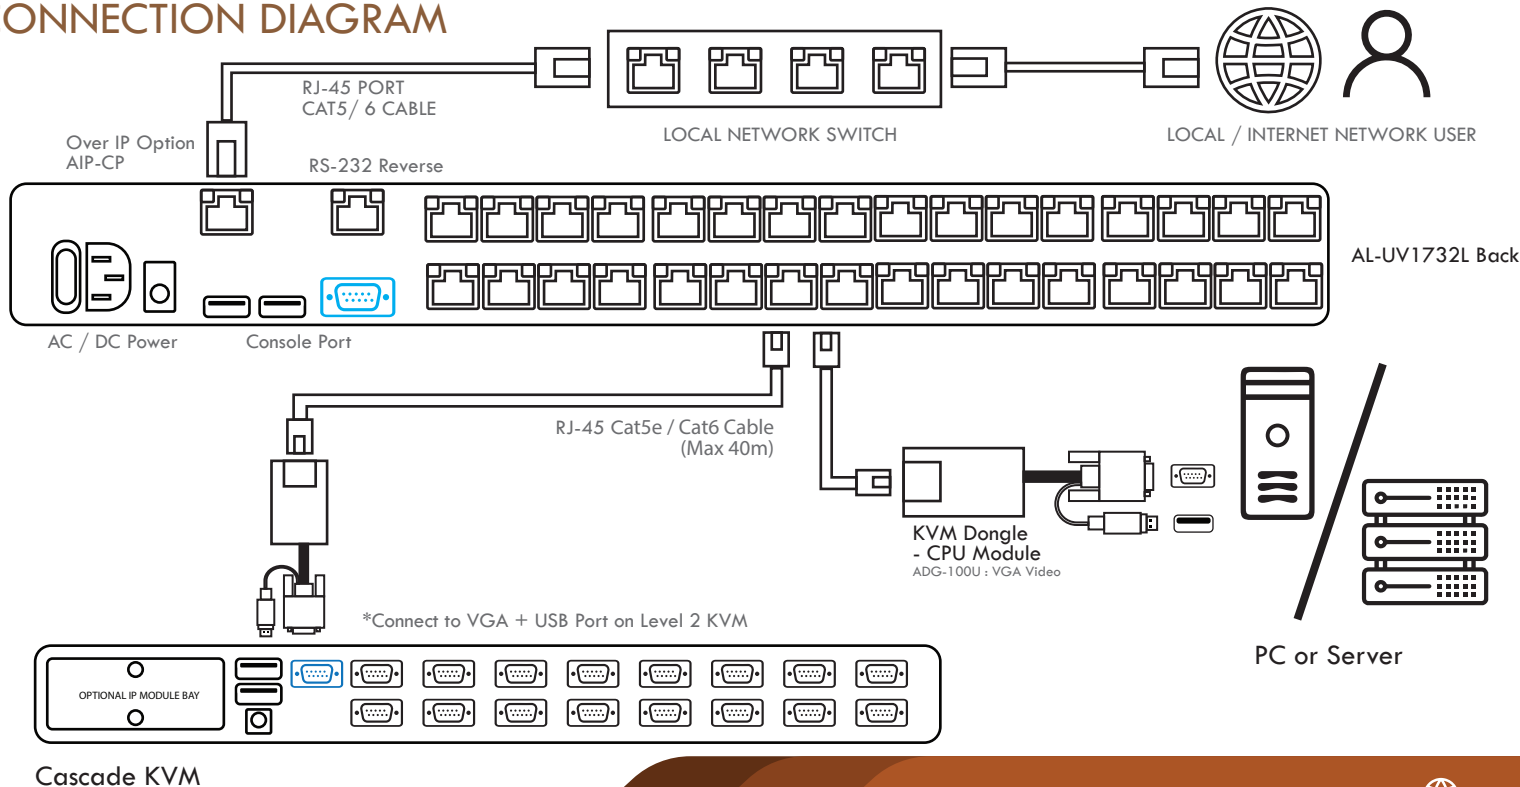 ONNECTION DIAGRAM
RJ-45 PORT
CAT5/ 6 CABLE
LOCAL NETWORK SWITCH
LOCAL / INTERNET NETWORK USER
Over IP Option
AIP-CP
RS-232 Reverse
AL-UV1732L Back
AC / DC Power
Console Port
RJ-45 Cat5e / Cat6 Cable
(Max 40m)
KVM Dongle
- CPU Module
ADG-100U : VGA Video
*Connect to VGA + USB Port on Level 2 KVM
PC or Server
OPTIONAL IP MODULE BAY
Cascade KVM